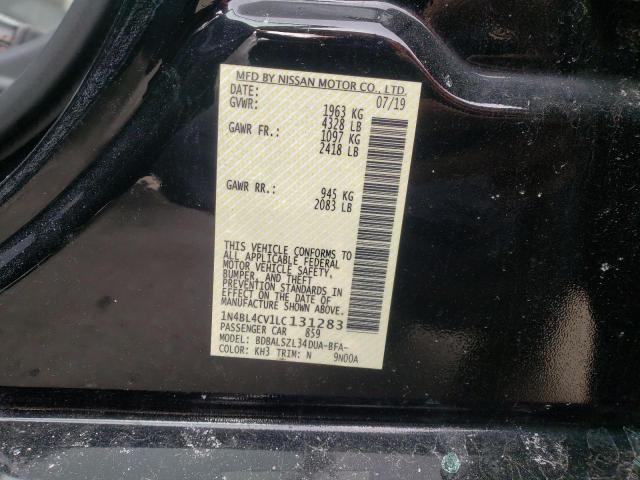 MFD BY NISSAN MOTOR CO., LTD.
DATE: 07/19
GVWR: 1963 KG
4328 LB
GAWR FR.: 1097 KG
2418 LB
GAWR RR.: 945 KG
2083 LB
THIS VEHICLE CONFORMS TO
ALL APPLICABLE FEDERAL
MOTOR VEHICLE SAFETY,
BUMPER, AND THEFT
PREVENTION STANDARDS IN
EFFECT ON THE DATE OF
MANUFACTURE SHOWN ABOVE.
1N4BL4CV1LC131283
PASSENGER CAR 859
MODEL: BDBALSZL34DUA-BFA-
COLOR: KH3 TRIM: N 9N00A